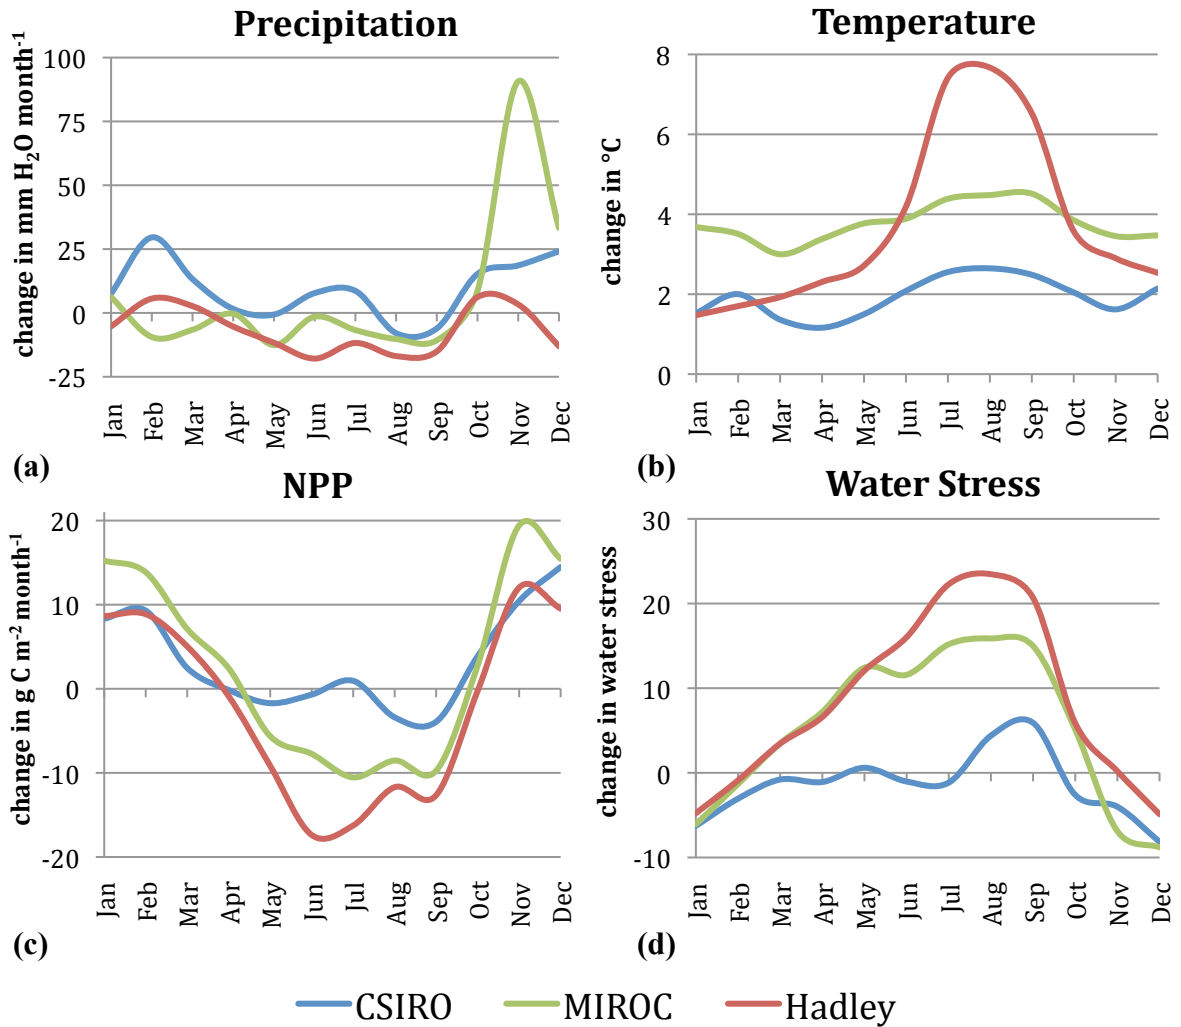 Precipitation
change in mm H₂O month⁻¹
100
75
50
25
0
-25
Jan
Feb
Mar
Apr
May
Jun
Jul
Aug
Sep
Oct
Nov
Dec
(a)
Temperature
change in °C
8
6
4
2
0
Jan
Feb
Mar
Apr
May
Jun
Jul
Aug
Sep
Oct
Nov
Dec
(b)
NPP
change in g C m⁻² month⁻¹
20
10
0
-10
-20
Jan
Feb
Mar
Apr
May
Jun
Jul
Aug
Sep
Oct
Nov
Dec
(c)
Water Stress
change in water stress
30
20
10
0
-10
Jan
Feb
Mar
Apr
May
Jun
Jul
Aug
Sep
Oct
Nov
Dec
(d)
CSIRO MIROC Hadley